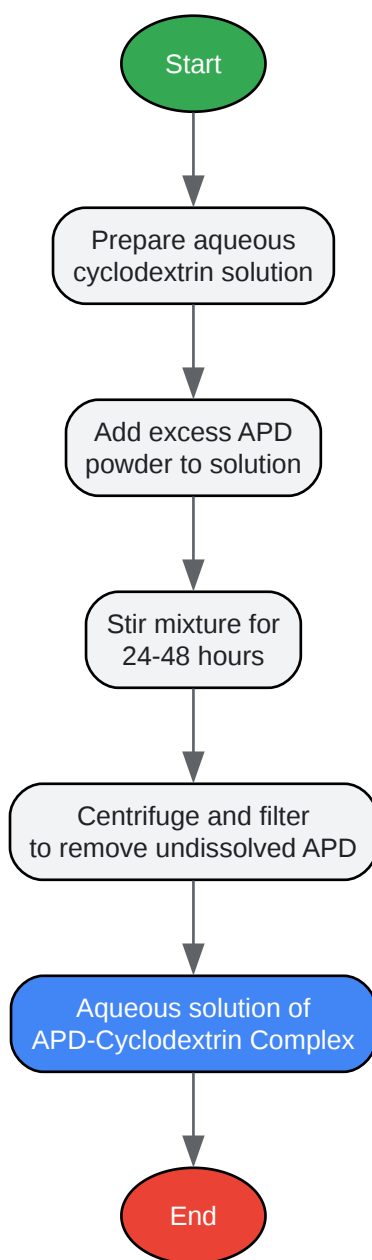 Start
Prepare aqueous
cyclodextrin solution
Add excess APD
powder to solution
Stir mixture for
24-48 hours
Centrifuge and filter
to remove undissolved APD
Aqueous solution of
APD-Cyclodextrin Complex
End